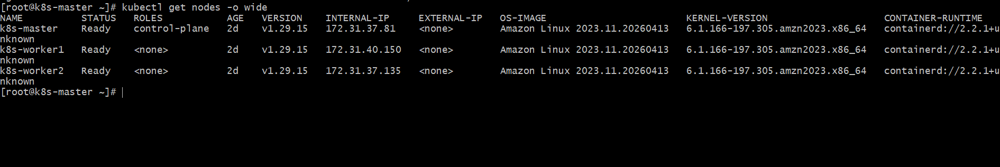 [root@k8s-master ~]# kubectl get nodes -o wide
NAME          STATUS   ROLES           AGE   VERSION    INTERNAL-IP     EXTERNAL-IP   OS-IMAGE                        KERNEL-VERSION                    CONTAINER-RUNTIME
k8s-master    Ready    control-plane   2d    v1.29.15   172.31.37.81    <none>        Amazon Linux 2023.11.20260413   6.1.166-197.305.amzn2023.x86_64   containerd://2.2.1+u
nknown
k8s-worker1   Ready    <none>          2d    v1.29.15   172.31.40.150   <none>        Amazon Linux 2023.11.20260413   6.1.166-197.305.amzn2023.x86_64   containerd://2.2.1+u
nknown
k8s-worker2   Ready    <none>          2d    v1.29.15   172.31.37.135   <none>        Amazon Linux 2023.11.20260413   6.1.166-197.305.amzn2023.x86_64   containerd://2.2.1+u
nknown
[root@k8s-master ~]#